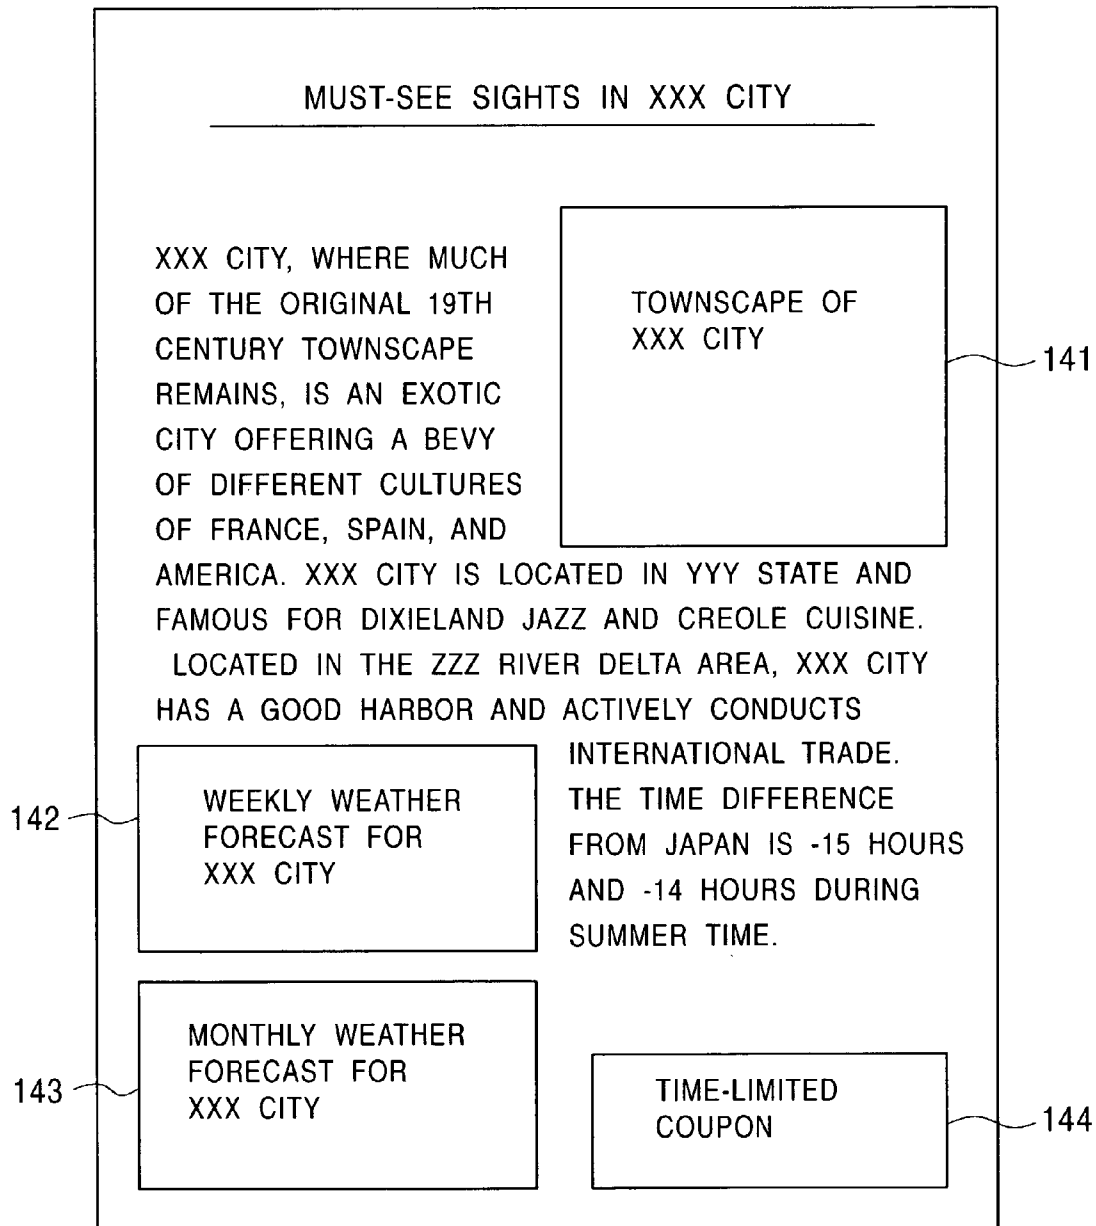 MUST-SEE SIGHTS IN XXX CITY
XXX CITY, WHERE MUCH
OF THE ORIGINAL 19TH
CENTURY TOWNSCAPE
REMAINS, IS AN EXOTIC
CITY OFFERING A BEVY
OF DIFFERENT CULTURES
OF FRANCE, SPAIN, AND
TOWNSCAPE OF
XXX CITY
141
AMERICA. XXX CITY IS LOCATED IN YYY STATE AND
FAMOUS FOR DIXIELAND JAZZ AND CREOLE CUISINE.
LOCATED IN THE ZZZ RIVER DELTA AREA, XXX CITY
HAS A GOOD HARBOR AND ACTIVELY CONDUCTS
INTERNATIONAL TRADE.
THE TIME DIFFERENCE
FROM JAPAN IS -15 HOURS
AND -14 HOURS DURING
SUMMER TIME.
142
WEEKLY WEATHER
FORECAST FOR
XXX CITY
143
MONTHLY WEATHER
FORECAST FOR
XXX CITY
TIME-LIMITED
COUPON
144